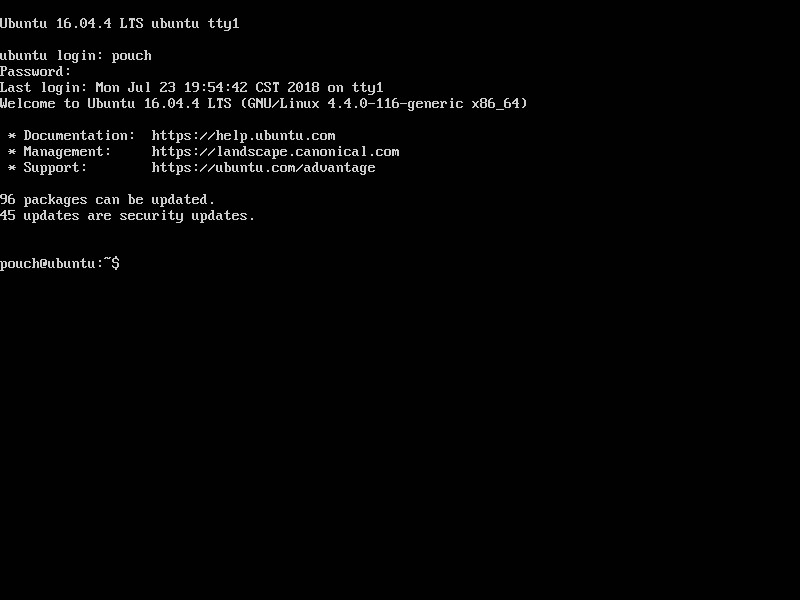 Ubuntu 16.04.4 LTS ubuntu tty1
ubuntu login: pouch
Password:
Last login: Mon Jul 23 19:54:42 CST 2018 on tty1
Welcome to Ubuntu 16.04.4 LTS (GNU/Linux 4.4.0-116-generic x86_64)
* Documentation:  https://help.ubuntu.com
* Management:     https://landscape.canonical.com
* Support:        https://ubuntu.com/advantage
96 packages can be updated.
45 updates are security updates.
pouch@ubuntu:~$